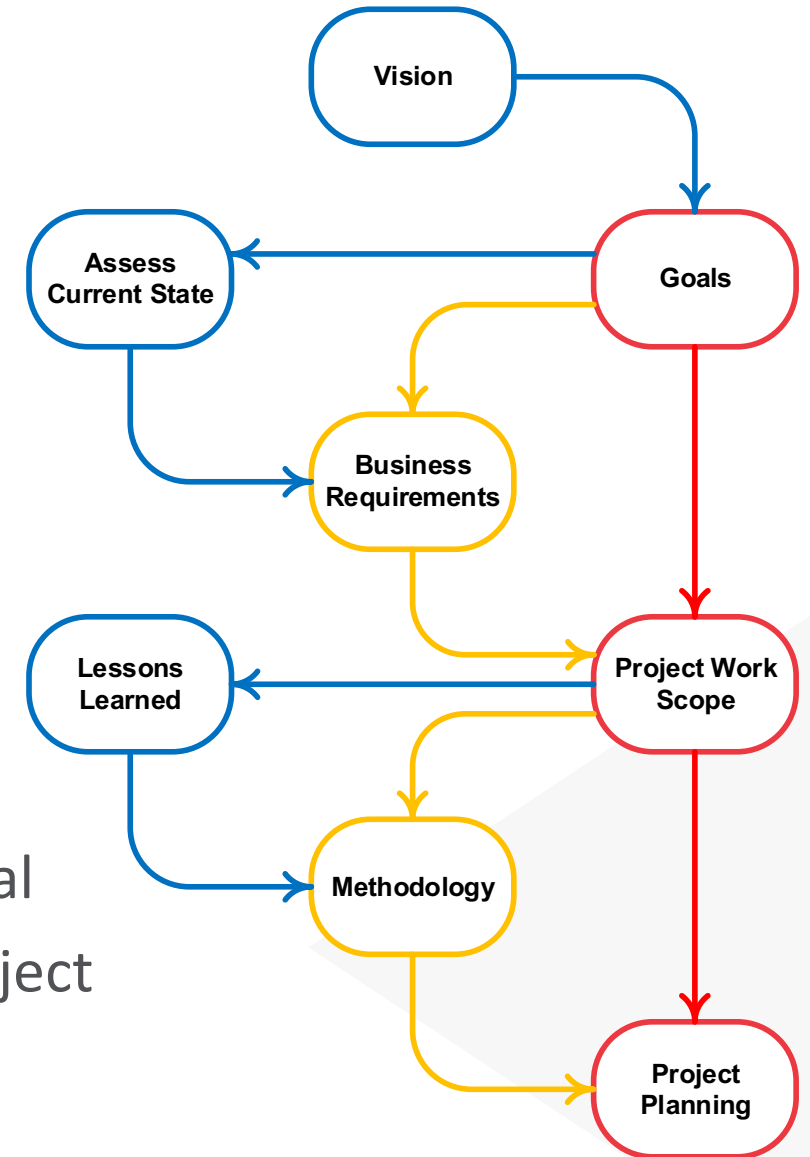 Vision
Assess
Current State
Goals
Business
Requirements
Lessons
Learned
Project Work
Scope
al
ject
Methodology
Project
Planning